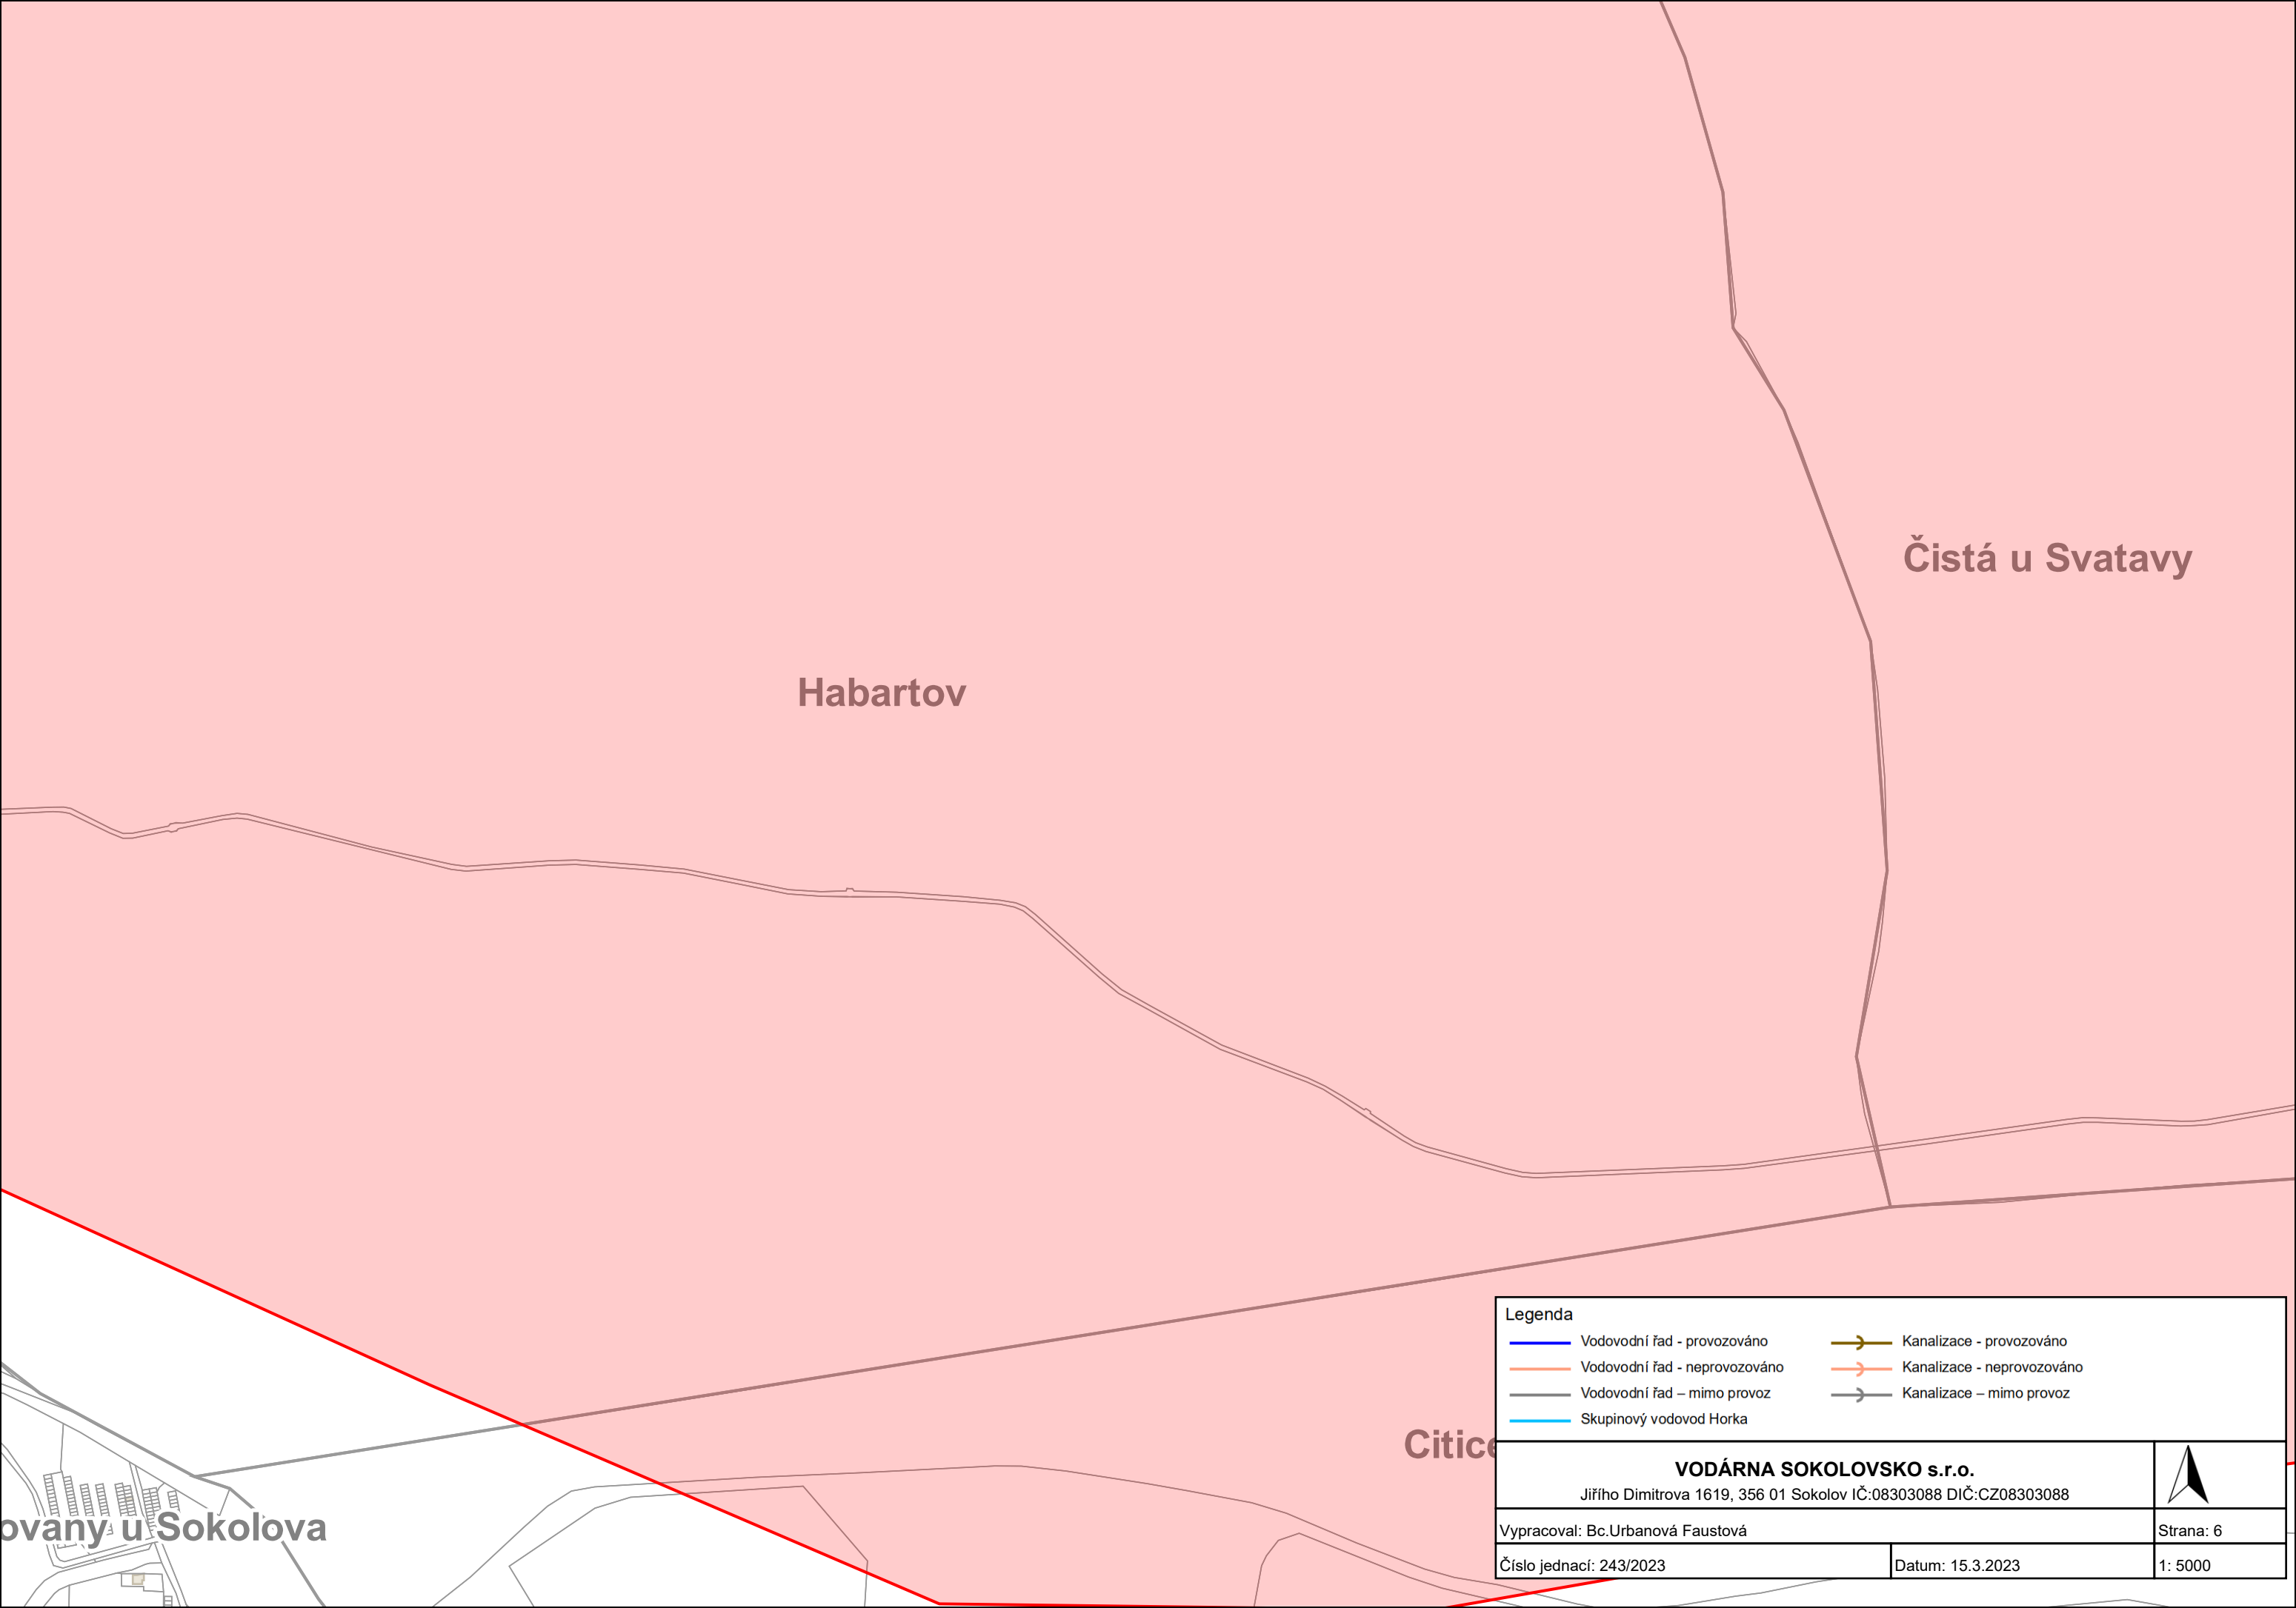 Čistá u Svatavy
Habartov
Citice
ovany u Sokolova
Legenda
Vodovodní řad - provozováno
Vodovodní řad - neprovozováno
Vodovodní řad – mimo provoz
Skupinový vodovod Horka
Kanalizace - provozováno
Kanalizace - neprovozováno
Kanalizace – mimo provoz
VODÁRNA SOKOLOVSKO s.r.o.
Jiřího Dimitrova 1619, 356 01 Sokolov IČ:08303088 DIČ:CZ08303088
Vypracoval: Bc.Urbanová Faustová
Strana: 6
Číslo jednací: 243/2023
Datum: 15.3.2023
1: 5000